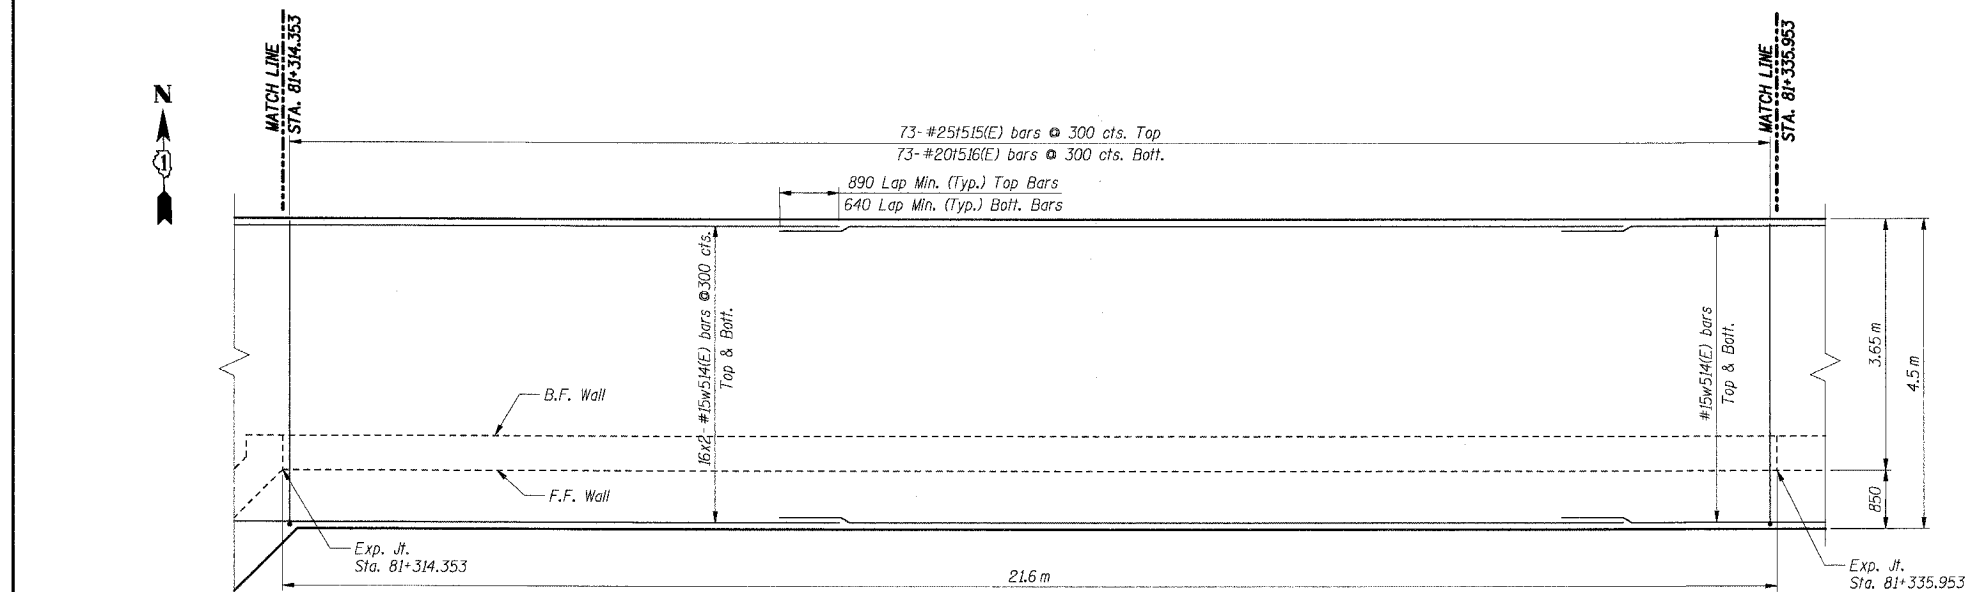 MATCH LINE
STA. 81+314.353
MATCH LINE
STA. 81+335.953
N
1
73-#25t515(E) bars @ 300 cts. Top
73-#20t516(E) bars @ 300 cts. Bott.
890 Lap Min. (Typ.) Top Bars
640 Lap Min. (Typ.) Bott. Bars
16x2-#15w514(E) bars @300 cts.
Top & Bott.
#15w514(E) bars
Top & Bott.
3.65 m
4.5 m
850
B.F. Wall
F.F. Wall
Exp. Jt.
Sta. 81+314.353
21.6 m
Exp. Jt.
Sta. 81+335.953